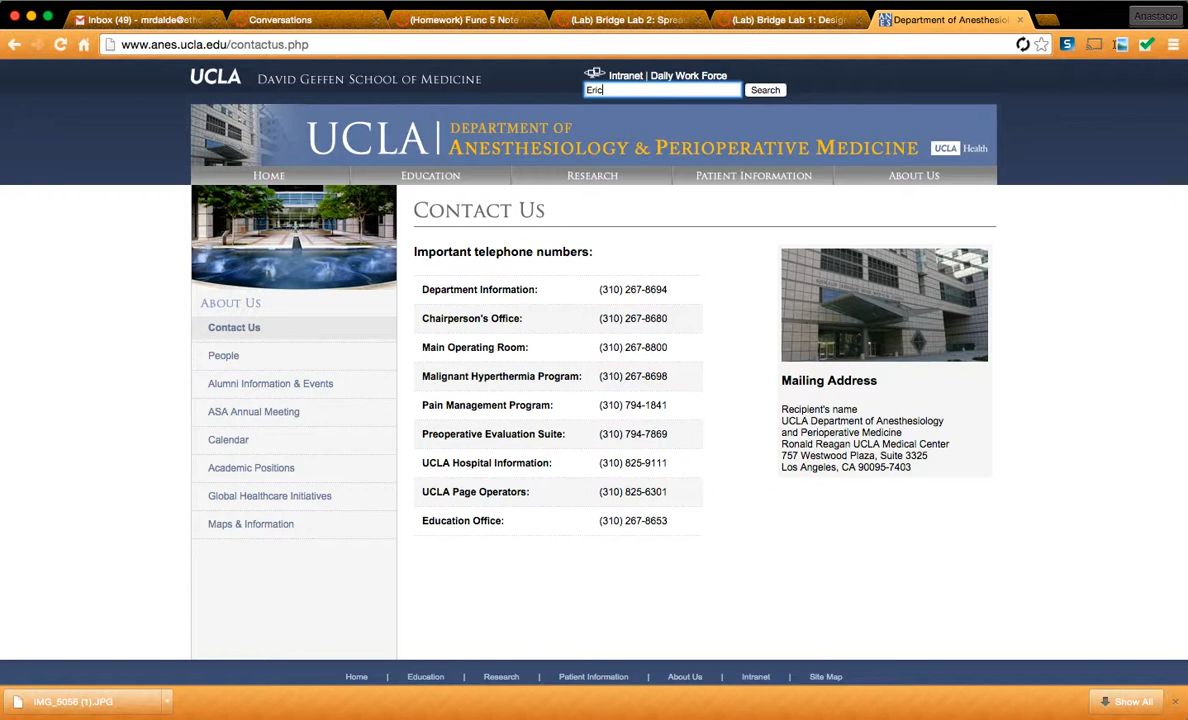 Inbox (49) - mrdalde@eth
Conversations
(Homework) Func 5 Note
(Lab) Bridge Lab 2: Sprea
(Lab) Bridge Lab 1: Desig
Department of Anesthesiol
Anastacio
www.anes.ucla.edu/contactus.php
UCLA DAVID GEFFEN SCHOOL OF MEDICINE
Intranet | Daily Work Force
Eric
Search
UCLA
DEPARTMENT OF
ANESTHESIOLOGY & PERIOPERATIVE MEDICINE
UCLA Health
HOME
EDUCATION
RESEARCH
PATIENT INFORMATION
ABOUT US
CONTACT US
Important telephone numbers:
Department Information: (310) 267-8694
Chairperson's Office: (310) 267-8680
Main Operating Room: (310) 267-8800
Malignant Hyperthermia Program: (310) 267-8698
Pain Management Program: (310) 794-1841
Preoperative Evaluation Suite: (310) 794-7869
UCLA Hospital Information: (310) 825-9111
UCLA Page Operators: (310) 825-6301
Education Office: (310) 267-8653
ABOUT US
Contact Us
People
Alumni Information & Events
ASA Annual Meeting
Calendar
Academic Positions
Global Healthcare Initiatives
Maps & Information
Mailing Address
Recipient's name
UCLA Department of Anesthesiology
and Perioperative Medicine
Ronald Reagan UCLA Medical Center
757 Westwood Plaza, Suite 3325
Los Angeles, CA 90095-7403
Home | Education | Research | Patient Information | About Us | Intranet | Site Map
IMG_5056 (1).JPG
Show All